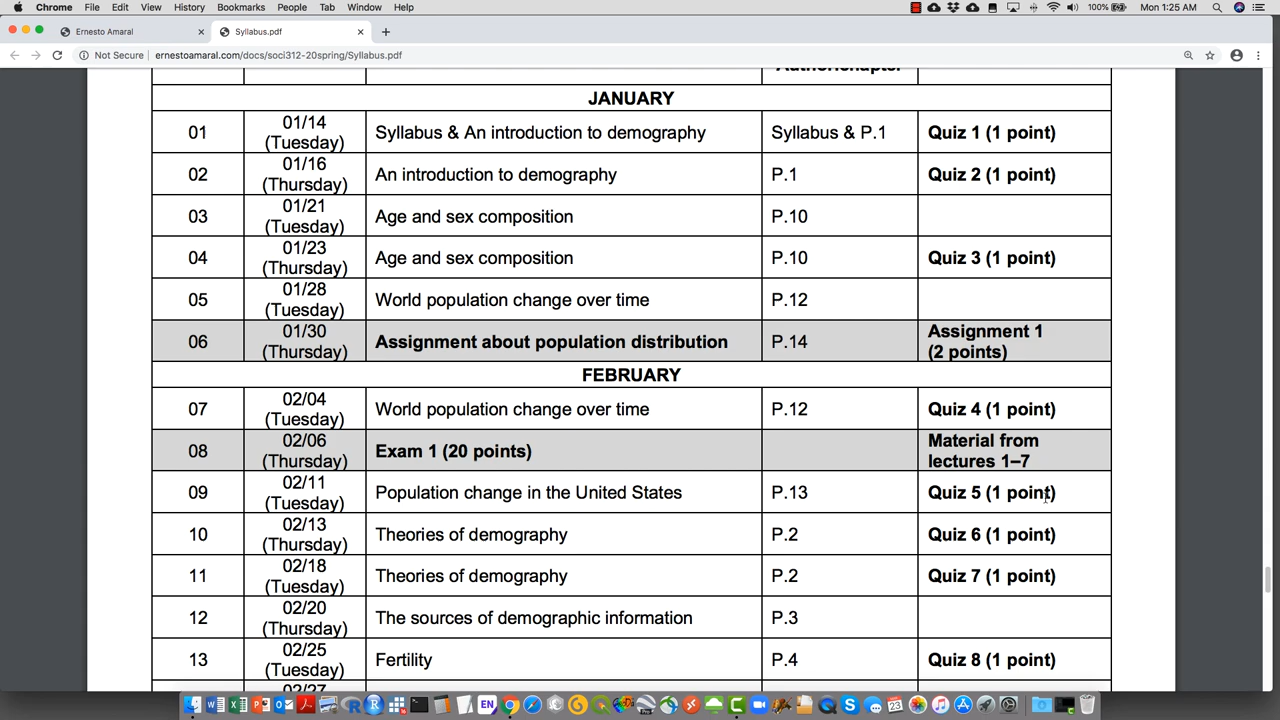 Chrome File Edit View History Bookmarks People Tab Window Help 100% Mon 1:25 AM
Ernesto Amaral Syllabus.pdf
Not Secure ernestoamaral.com/docs/soci312-20spring/Syllabus.pdf
JANUARY
01 01/14 (Tuesday) Syllabus & An introduction to demography Syllabus & P.1 Quiz 1 (1 point)
02 01/16 (Thursday) An introduction to demography P.1 Quiz 2 (1 point)
03 01/21 (Tuesday) Age and sex composition P.10
04 01/23 (Thursday) Age and sex composition P.10 Quiz 3 (1 point)
05 01/28 (Tuesday) World population change over time P.12
06 01/30 (Thursday) Assignment about population distribution P.14 Assignment 1 (2 points)
FEBRUARY
07 02/04 (Tuesday) World population change over time P.12 Quiz 4 (1 point)
08 02/06 (Thursday) Exam 1 (20 points) Material from lectures 1–7
09 02/11 (Tuesday) Population change in the United States P.13 Quiz 5 (1 point)
10 02/13 (Thursday) Theories of demography P.2 Quiz 6 (1 point)
11 02/18 (Tuesday) Theories of demography P.2 Quiz 7 (1 point)
12 02/20 (Thursday) The sources of demographic information P.3
13 02/25 (Tuesday) Fertility P.4 Quiz 8 (1 point)
02/27
EN